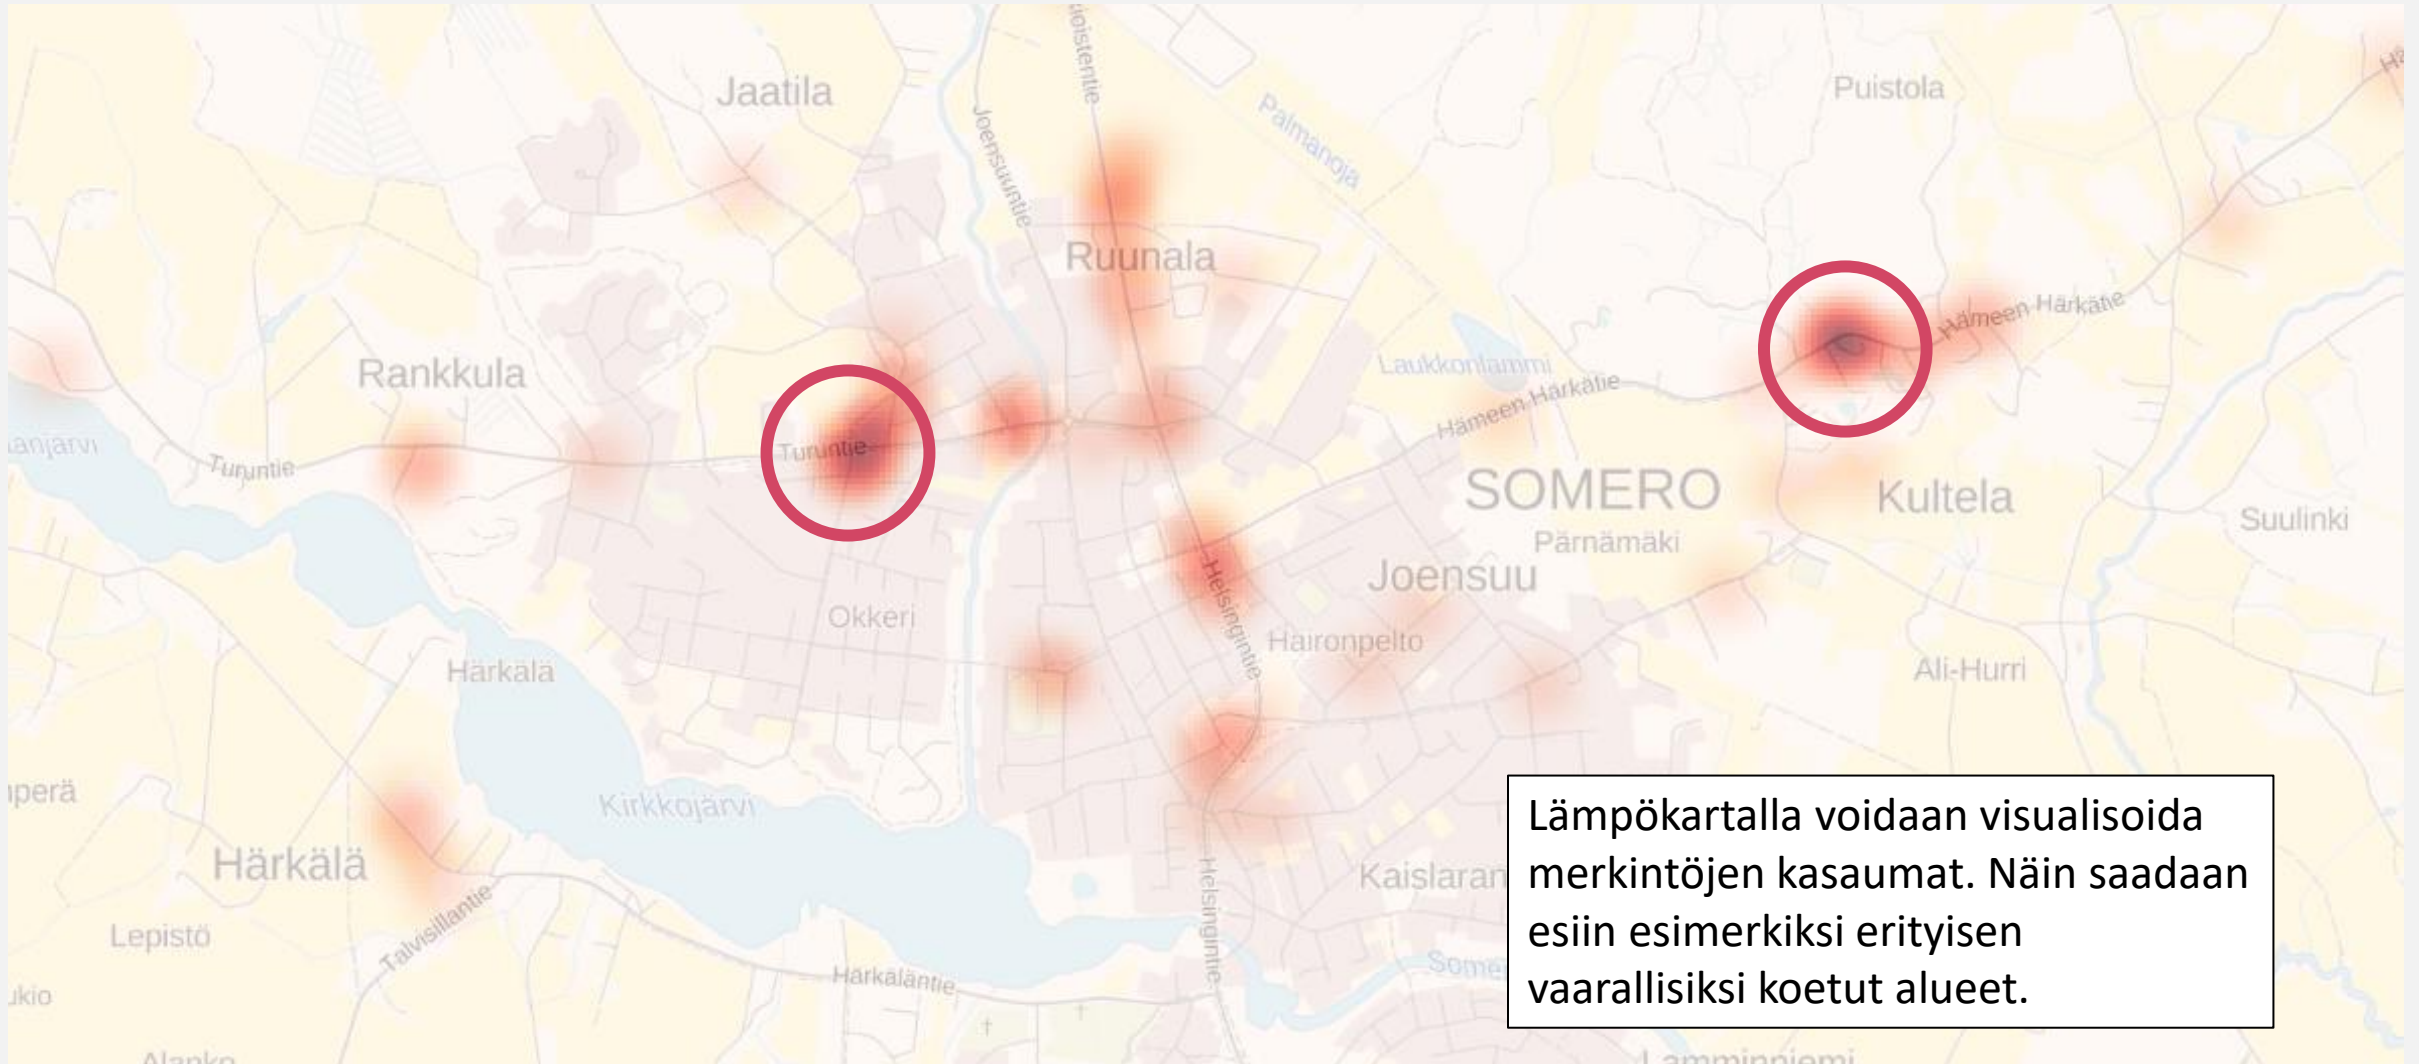 Jaatila
Joensuuntie
Palmanoja
Puistola
Ruunala
Hämeen Härkätie
Rankkula
Laukkonlammi
Hämeen Härkätie
Turuntie
Turuntie
SOMERO
Pärnämäki
Kultela
Suulinki
Joensuu
Helsingintie
Haironpelto
Okkeri
Härkälä
Ali-Hurri
Kirkkojärvi
Härkälä
Talvisillantie
Lepistö
Helsingintie
Härkäläntie
Kaislaran
Lämpökartalla voidaan visualisoida
merkintöjen kasaumat. Näin saadaan
esiin esimerkiksi erityisen
vaarallisiksi koetut alueet.